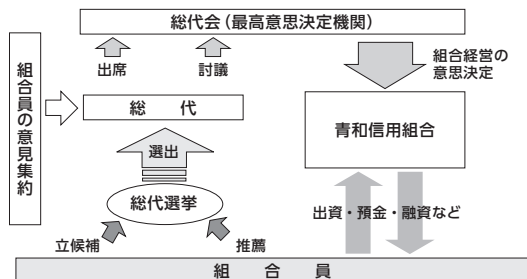 総代会（最高意思決定機関）
出席
討議
組合経営の
意思決定
組合員の意見集約
総　代
青和信用組合
選出
総代選挙
出資・預金・融資など
立候補
推薦
組　合　員